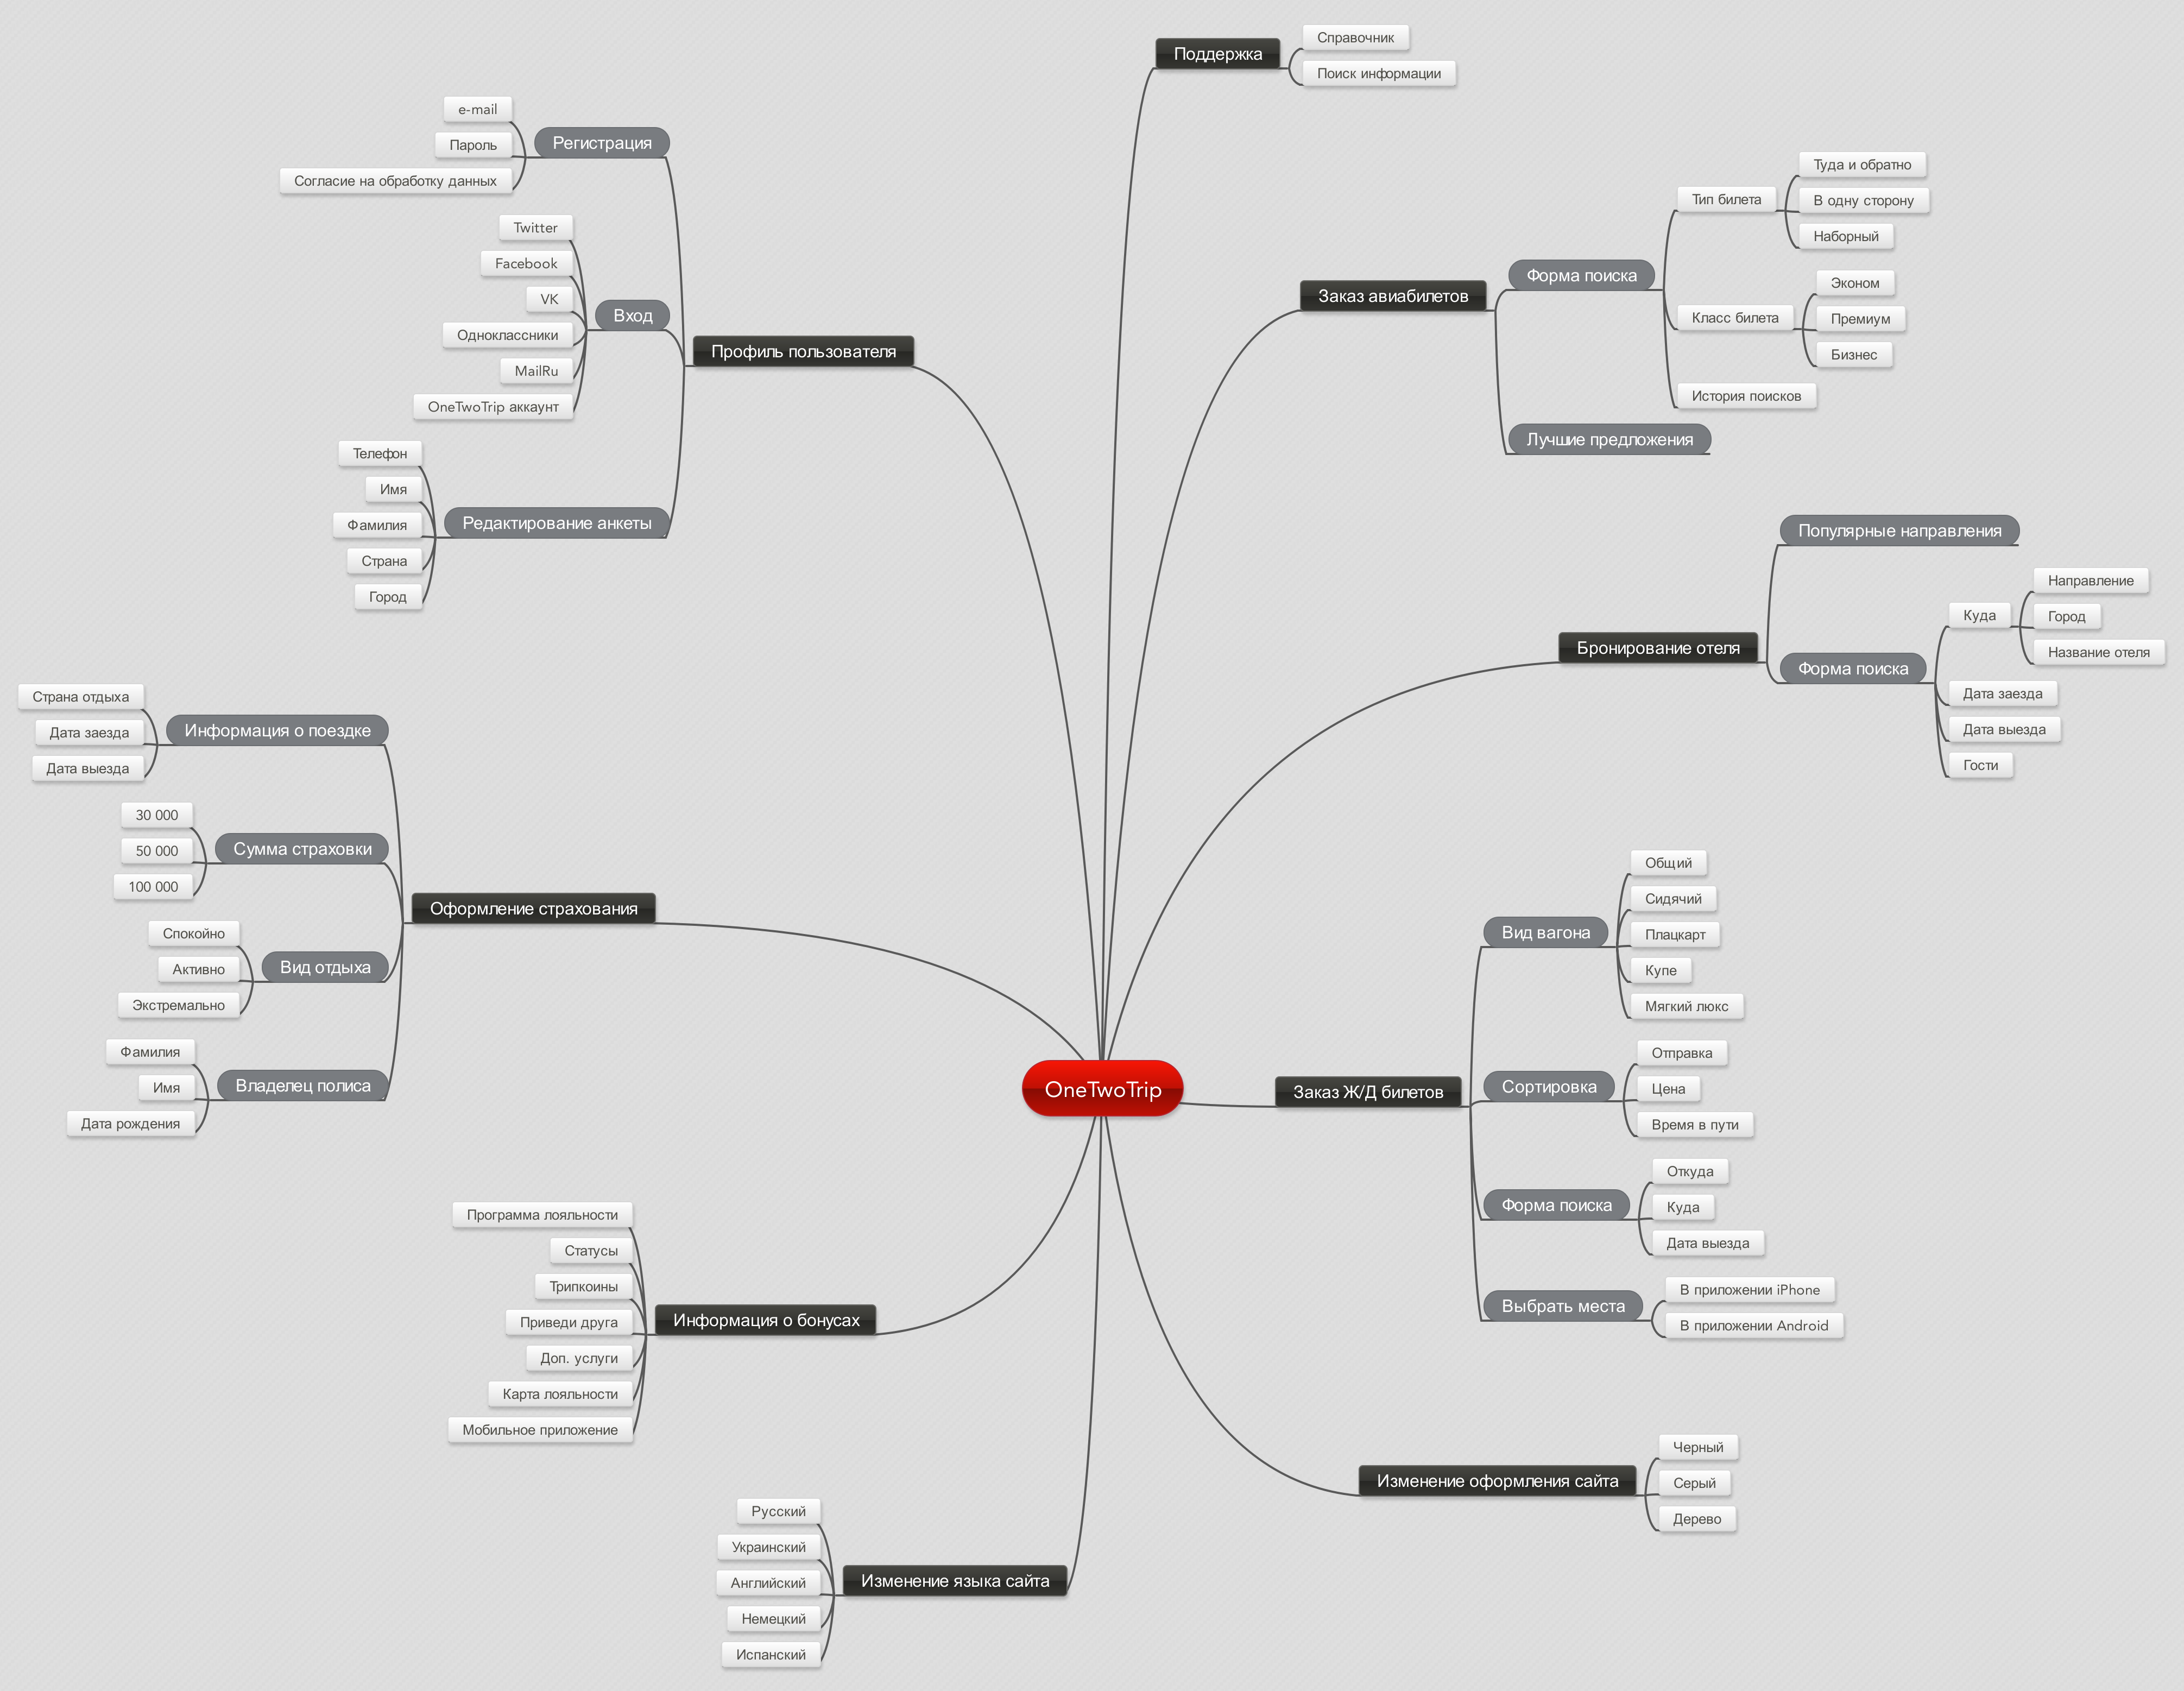 OneTwoTrip
Поддержка
Справочник
Поиск информации
Заказ авиабилетов
Форма поиска
Тип билета
Туда и обратно
В одну сторону
Наборный
Класс билета
Эконом
Премиум
Бизнес
История поисков
Лучшие предложения
Бронирование отеля
Популярные направления
Форма поиска
Куда
Направление
Город
Название отеля
Дата заезда
Дата выезда
Гости
Заказ Ж/Д билетов
Вид вагона
Общий
Сидячий
Плацкарт
Купе
Мягкий люкс
Сортировка
Отправка
Цена
Время в пути
Форма поиска
Откуда
Куда
Дата выезда
Выбрать места
В приложении iPhone
В приложении Android
Изменение оформления сайта
Черный
Серый
Дерево
Профиль пользователя
Регистрация
e-mail
Пароль
Согласие на обработку данных
Вход
Twitter
Facebook
VK
Одноклассники
MailRu
OneTwoTrip аккаунт
Редактирование анкеты
Телефон
Имя
Фамилия
Страна
Город
Оформление страхования
Информация о поездке
Страна отдыха
Дата заезда
Дата выезда
Сумма страховки
30 000
50 000
100 000
Вид отдыха
Спокойно
Активно
Экстремально
Владелец полиса
Фамилия
Имя
Дата рождения
Информация о бонусах
Программа лояльности
Статусы
Трипкоины
Приведи друга
Доп. услуги
Карта лояльности
Мобильное приложение
Изменение языка сайта
Русский
Украинский
Английский
Немецкий
Испанский